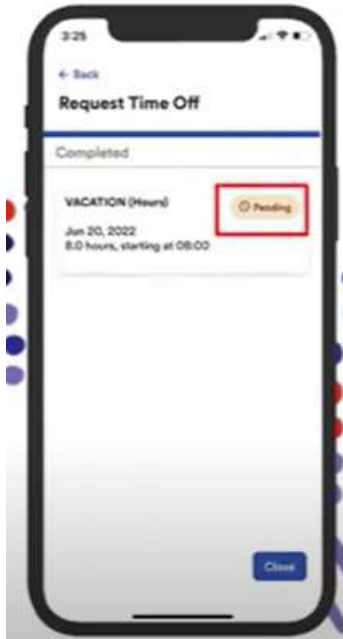 3:25
← Back
Request Time Off
Completed
VACATION (Hours)
Pending
Jun 20, 2022
8.0 hours, starting at 08:00
Close